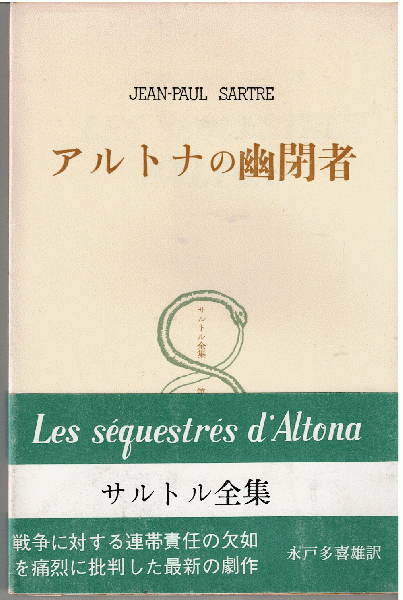 JEAN-PAUL SARTRE
アルトナの幽閉者
サルトル全集
Les séquestrés d'Altona
サルトル全集
戦争に対する連帯責任の欠如
を痛烈に批判した最新の劇作
永戸多喜雄訳